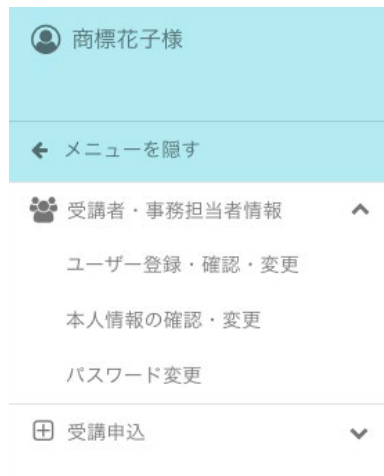 商標花子様
メニューを隠す
受講者・事務担当者情報
ユーザー登録・確認・変更
本人情報の確認・変更
パスワード変更
受講申込